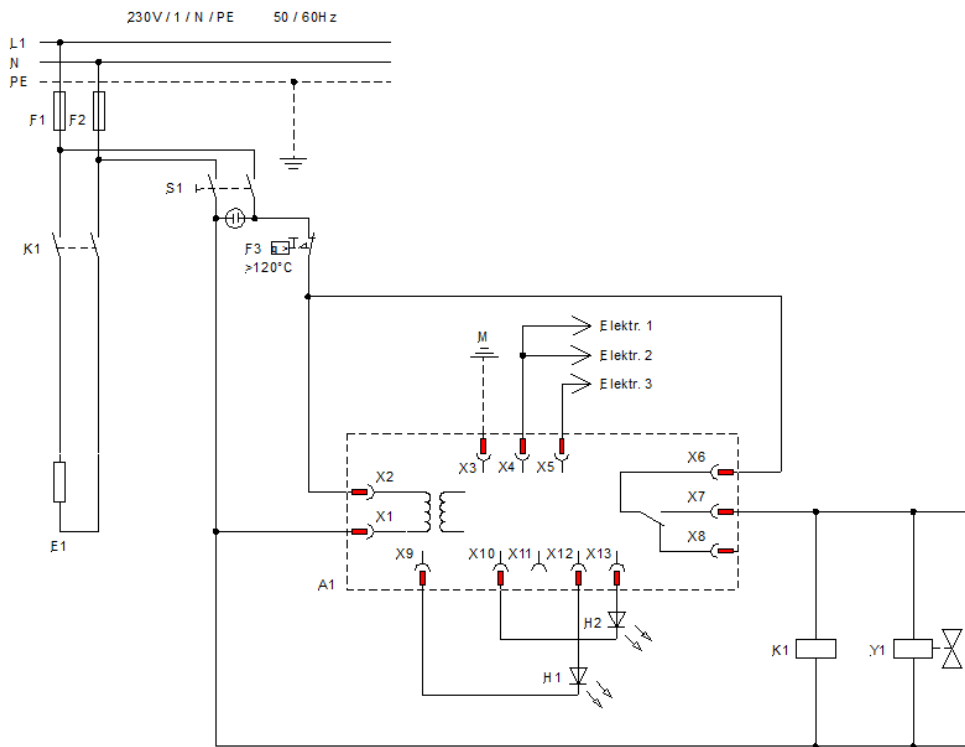 230V / 1 / N / PE 50 / 60Hz
L1
N
PE
F1
F2
S1
K1
F3
>120°C
Elektr. 1
M
Elektr. 2
Elektr. 3
X3
X4
X5
X6
X2
X7
X1
X8
X9
X10
X11
X12
X13
E1
A1
H2
K1
Y1
H1